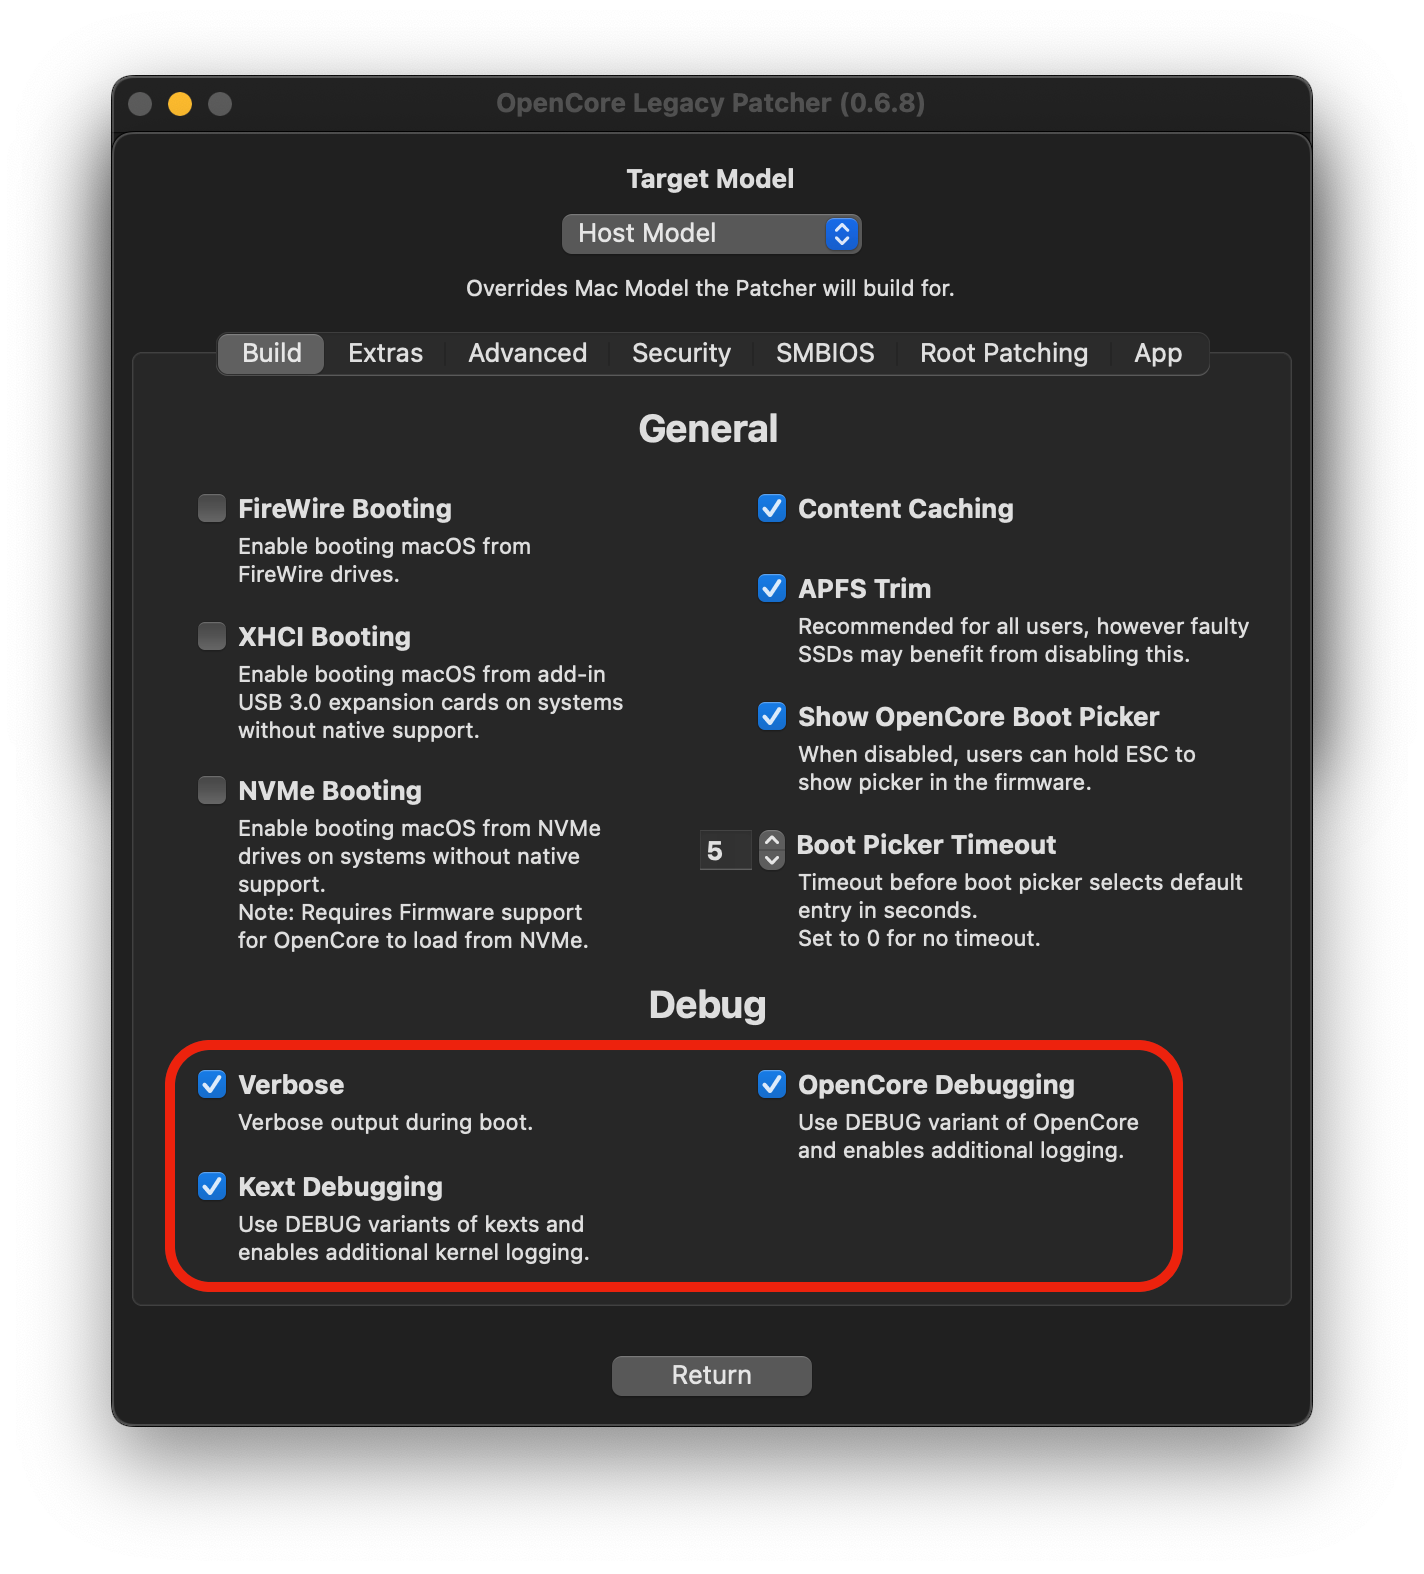 OpenCore Legacy Patcher (0.6.8)
Target Model
Host Model
Overrides Mac Model the Patcher will build for.
Build Extras Advanced Security SMBIOS Root Patching App
General
FireWire Booting
Enable booting macOS from
FireWire drives.
XHCI Booting
Enable booting macOS from add-in
USB 3.0 expansion cards on systems
without native support.
NVMe Booting
Enable booting macOS from NVMe
drives on systems without native
support.
Note: Requires Firmware support
for OpenCore to load from NVMe.
Content Caching
APFS Trim
Recommended for all users, however faulty
SSDs may benefit from disabling this.
Show OpenCore Boot Picker
When disabled, users can hold ESC to
show picker in the firmware.
5 Boot Picker Timeout
Timeout before boot picker selects default
entry in seconds.
Set to 0 for no timeout.
Debug
Verbose
Verbose output during boot.
Kext Debugging
Use DEBUG variants of kexts and
enables additional kernel logging.
OpenCore Debugging
Use DEBUG variant of OpenCore
and enables additional logging.
Return